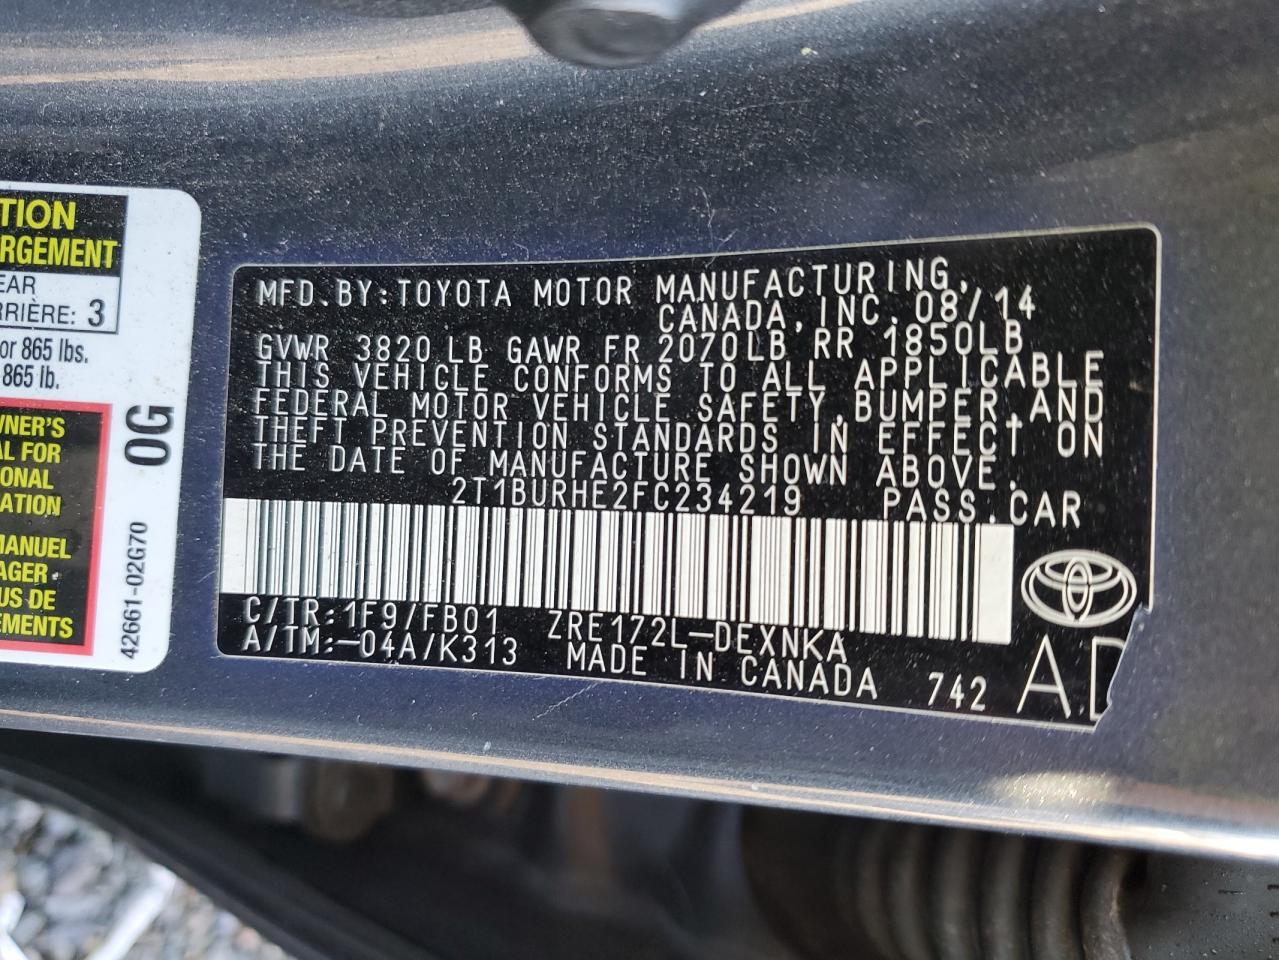 TION
RGEMENT
EAR
RRIÈRE: 3
or 865 lbs.
865 lb.
WNER'S
AL FOR
IONAL
ATION
MANUEL
AGER
US DE
EMENTS
0G
42661-02G70
MFD.BY:TOYOTA MOTOR MANUFACTURING,
CANADA, INC. 08/14
GVWR 3820 LB GAWR FR 2070LB RR 1850LB
THIS VEHICLE CONFORMS TO ALL APPLICABLE
FEDERAL MOTOR VEHICLE SAFETY,BUMPER,AND
THEFT PREVENTION STANDARDS IN EFFECT ON
THE DATE OF MANUFACTURE SHOWN ABOVE.
2T1BURHE2FC234219 PASS.CAR
C/TR:1F9/FB01 ZRE172L-DEXNKA
A/TM:-04A/K313 MADE IN CANADA 742 A.D